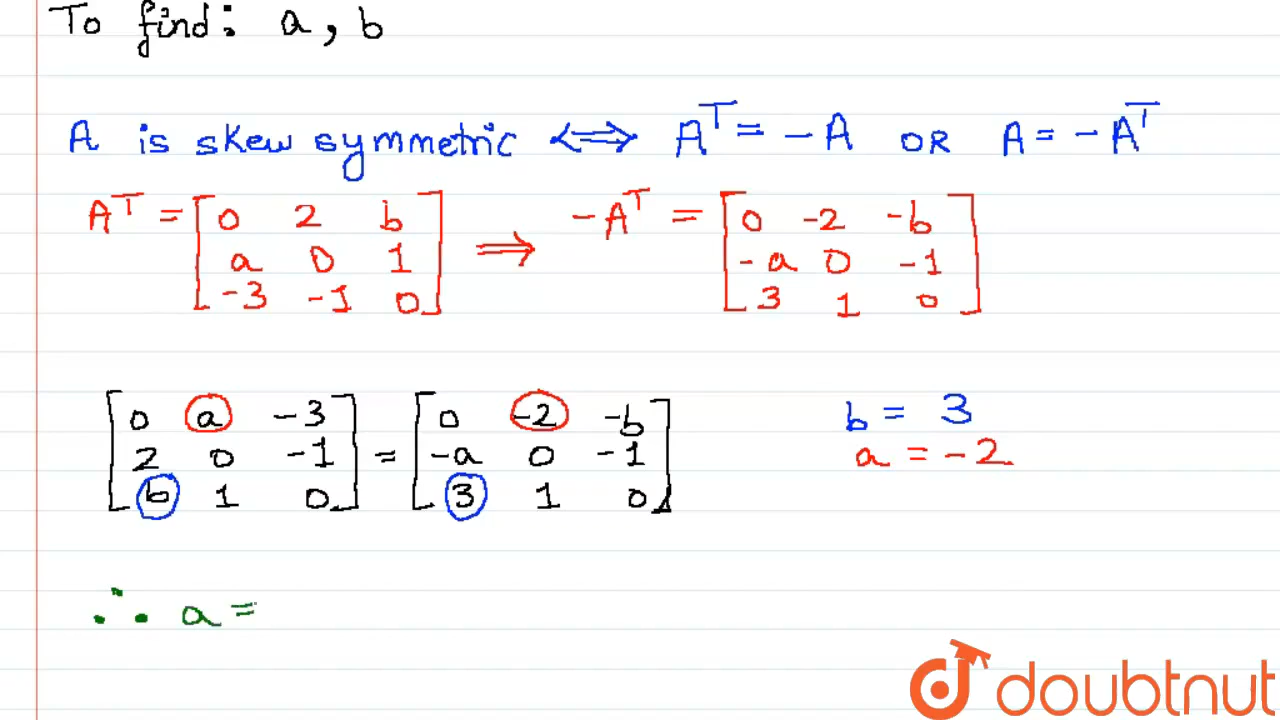 To find: a, b
A is skew symmetric ⟺ Aᵀ = -A OR A = -Aᵀ
Aᵀ = [0 2 b ⟹ -Aᵀ = [0 -2 -b
a 0 1 -a 0 -1
-3 -1 0] 3 1 0]
[0 a -3 [0 -2 -b b = 3
2 0 -1 = -a 0 -1 a = -2
b 1 0] 3 1 0]
∴ a =
doubtnut